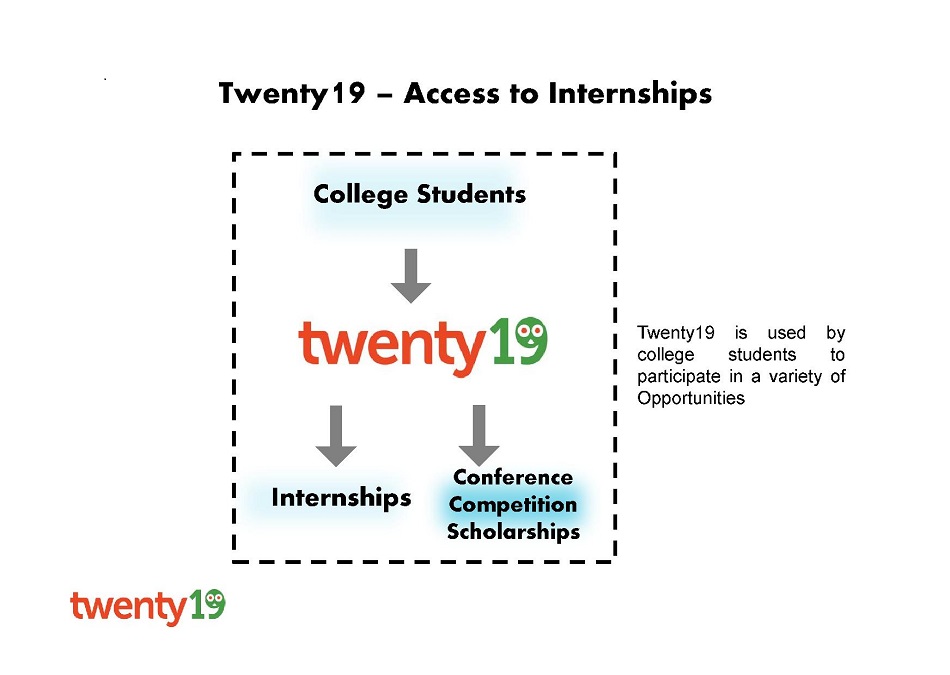 Twenty19 – Access to Internships
College Students
twenty19
Twenty19 is used by
college students to
participate in a variety of
Opportunities
Internships
Conference
Competition
Scholarships
twenty19